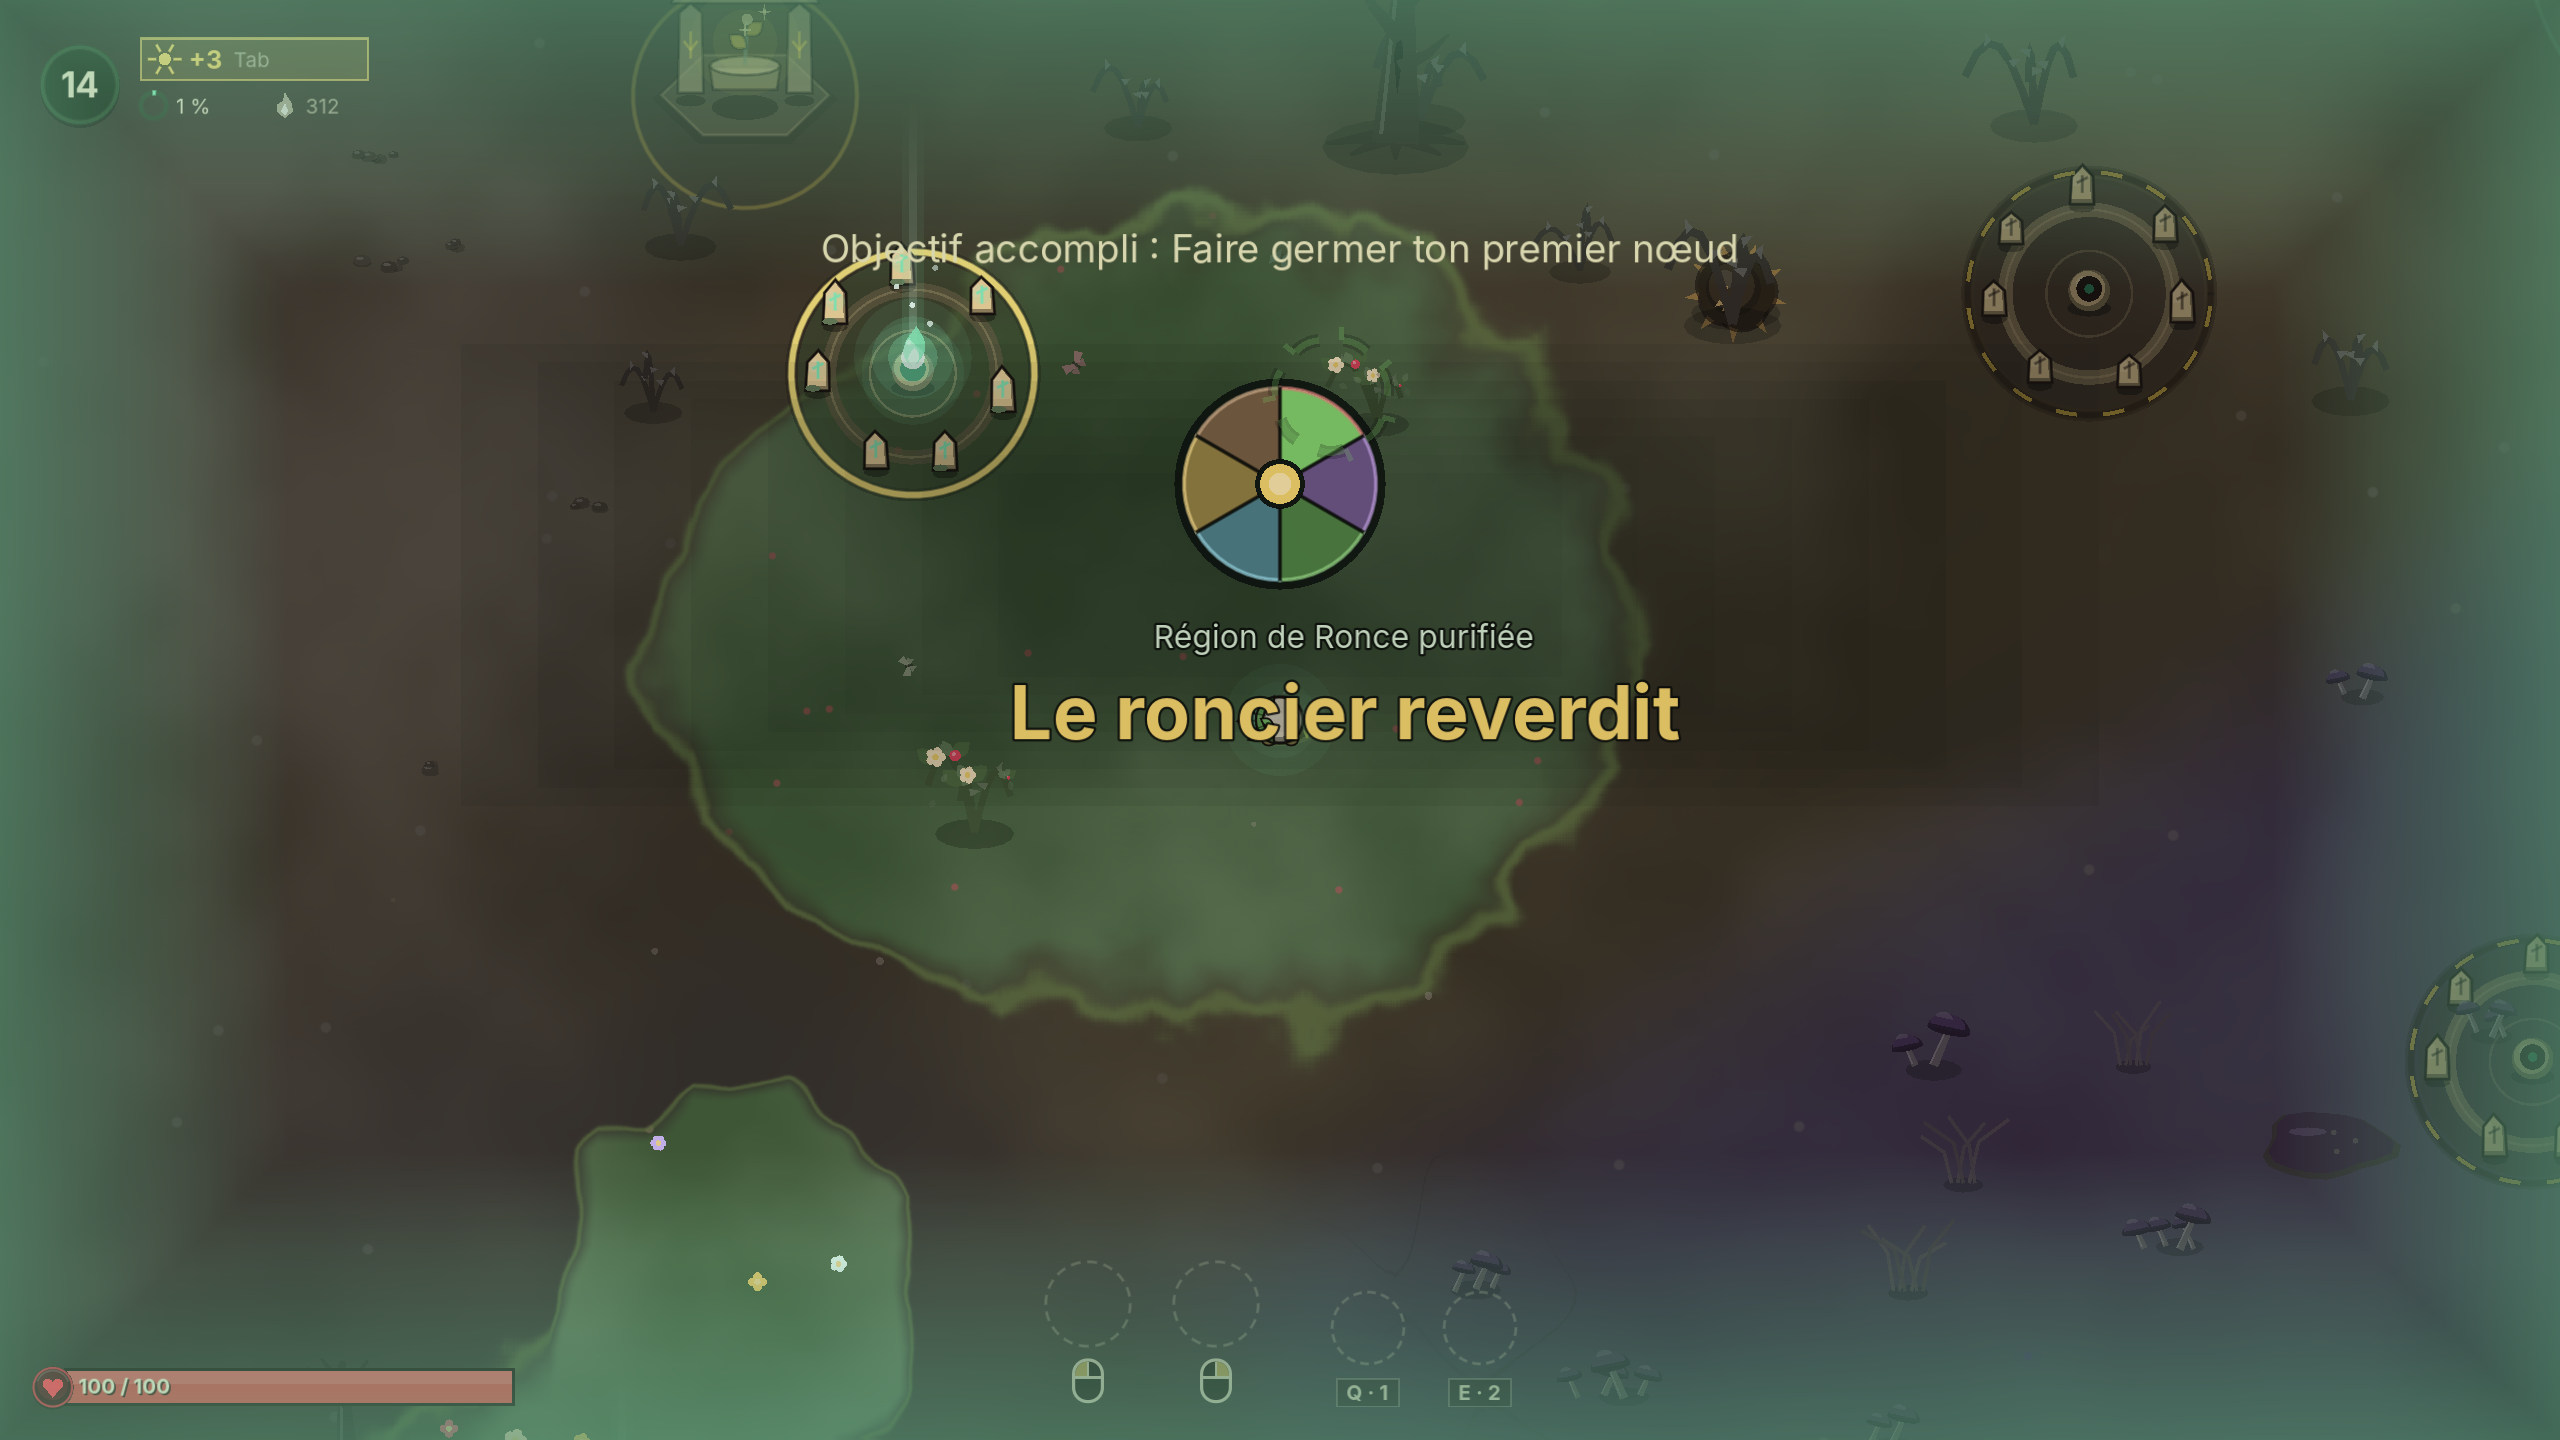 14
+3 Tab
1 % 312
Objectif accompli : Faire germer ton premier nœud
Région de Ronce purifiée
Le roncier reverdit
100 / 100
Q · 1
E · 2